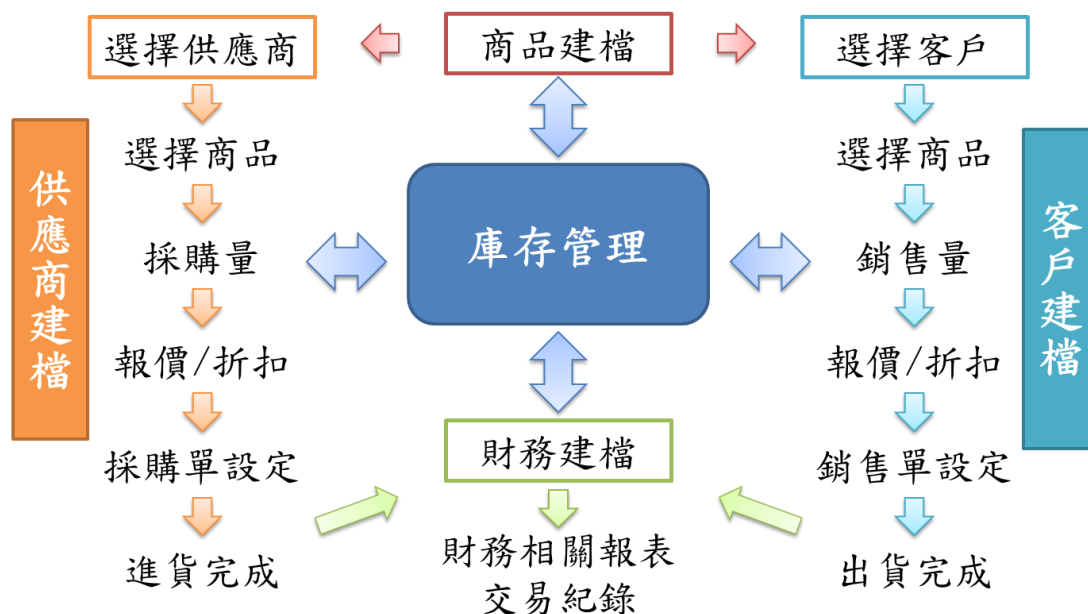 選擇供應商
商品建檔
選擇客戶
供應商建檔
選擇商品
採購量
報價/折扣
採購單設定
進貨完成
庫存管理
財務建檔
財務相關報表
交易紀錄
選擇商品
銷售量
報價/折扣
銷售單設定
出貨完成
客戶建檔